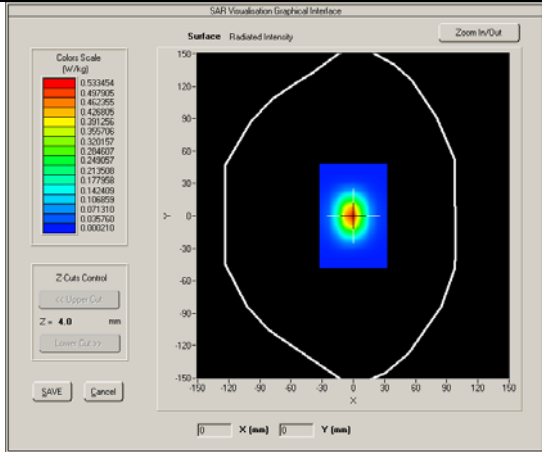 SAR Visualisation Graphical Interface
Surface Radiated Intensity
Zoom In/Out
Colors Scale
(W/kg)
0.533454
0.497905
0.462355
0.426805
0.391256
0.355706
0.320157
0.284607
0.249057
0.213508
0.177958
0.142409
0.106859
0.071310
0.035760
0.000210
150
120
90
60
30
0
-30
-60
-90
-120
-150
Y
-150 -120 -90 -60 -30 0 30 60 90 120 150
X
Z-Cuts Control
<< Upper Cut
Z = 4.0 mm
Lower Cut >>
SAVE Cancel
0 X (mm) 0 Y (mm)